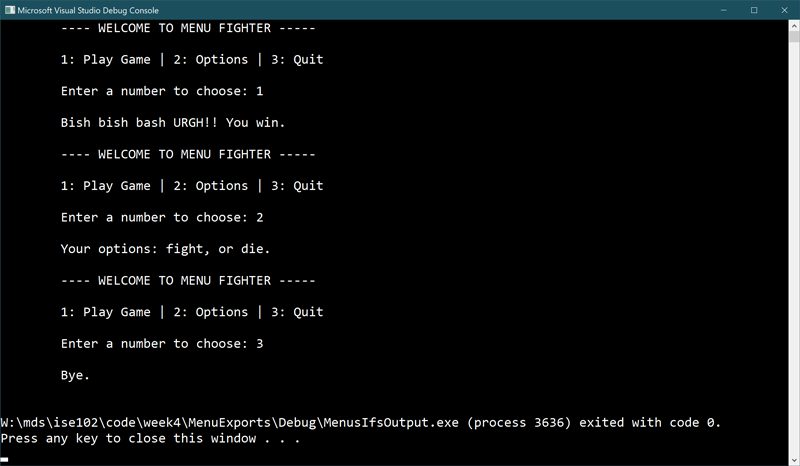 Microsoft Visual Studio Debug Console
---- WELCOME TO MENU FIGHTER -----
1: Play Game | 2: Options | 3: Quit
Enter a number to choose: 1
Bish bish bash URGH!! You win.
---- WELCOME TO MENU FIGHTER -----
1: Play Game | 2: Options | 3: Quit
Enter a number to choose: 2
Your options: fight, or die.
---- WELCOME TO MENU FIGHTER -----
1: Play Game | 2: Options | 3: Quit
Enter a number to choose: 3
Bye.
W:\mds\ise102\code\week4\MenuExports\Debug\MenusIfsOutput.exe (process 3636) exited with code 0.
Press any key to close this window . . .